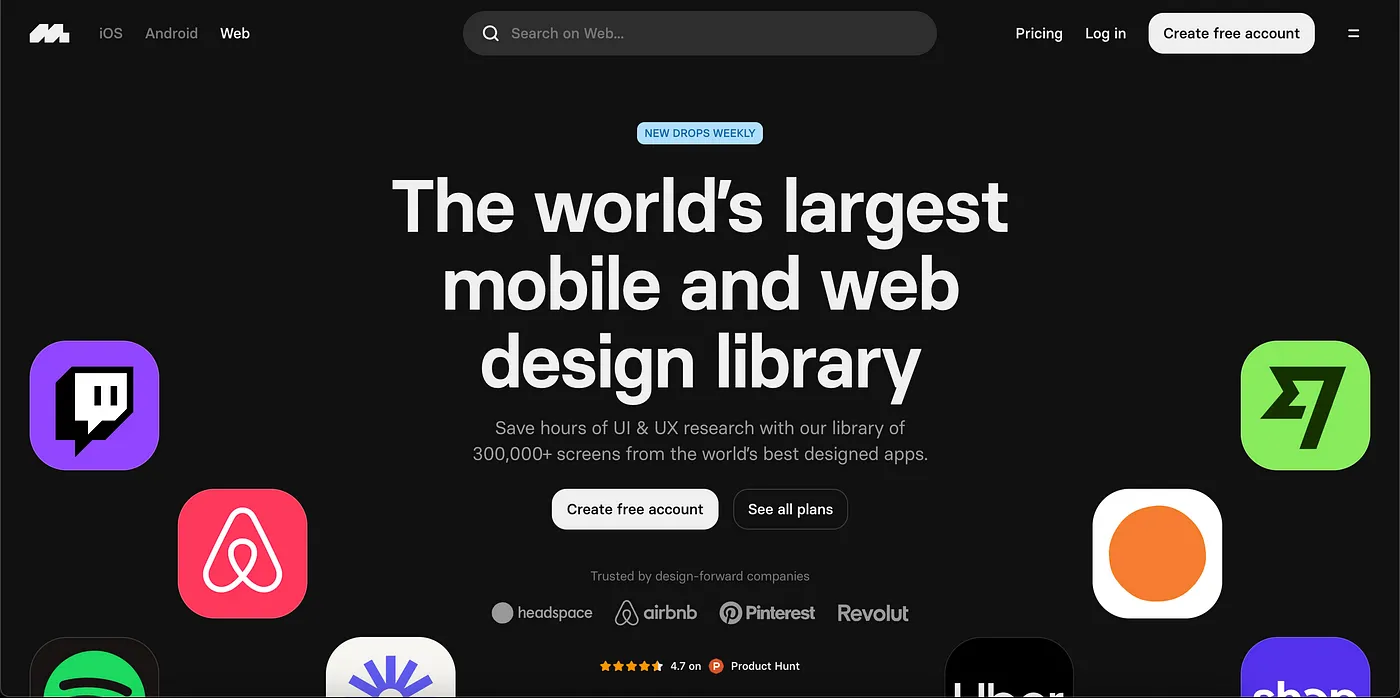 iOS Android Web
Search on Web...
Pricing Log in Create free account
NEW DROPS WEEKLY
The world's largest
mobile and web
design library
Save hours of UI & UX research with our library of
300,000+ screens from the world's best designed apps.
Create free account See all plans
Trusted by design-forward companies
headspace airbnb Pinterest Revolut
4.7 on Product Hunt
Uber
shop